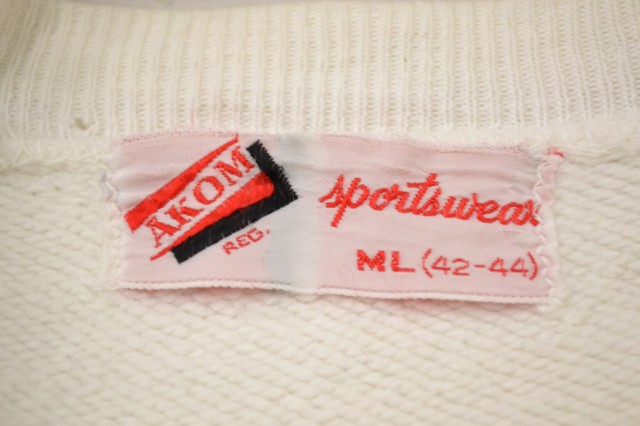 AKOM
REG.
sportswear
ML (42-44)